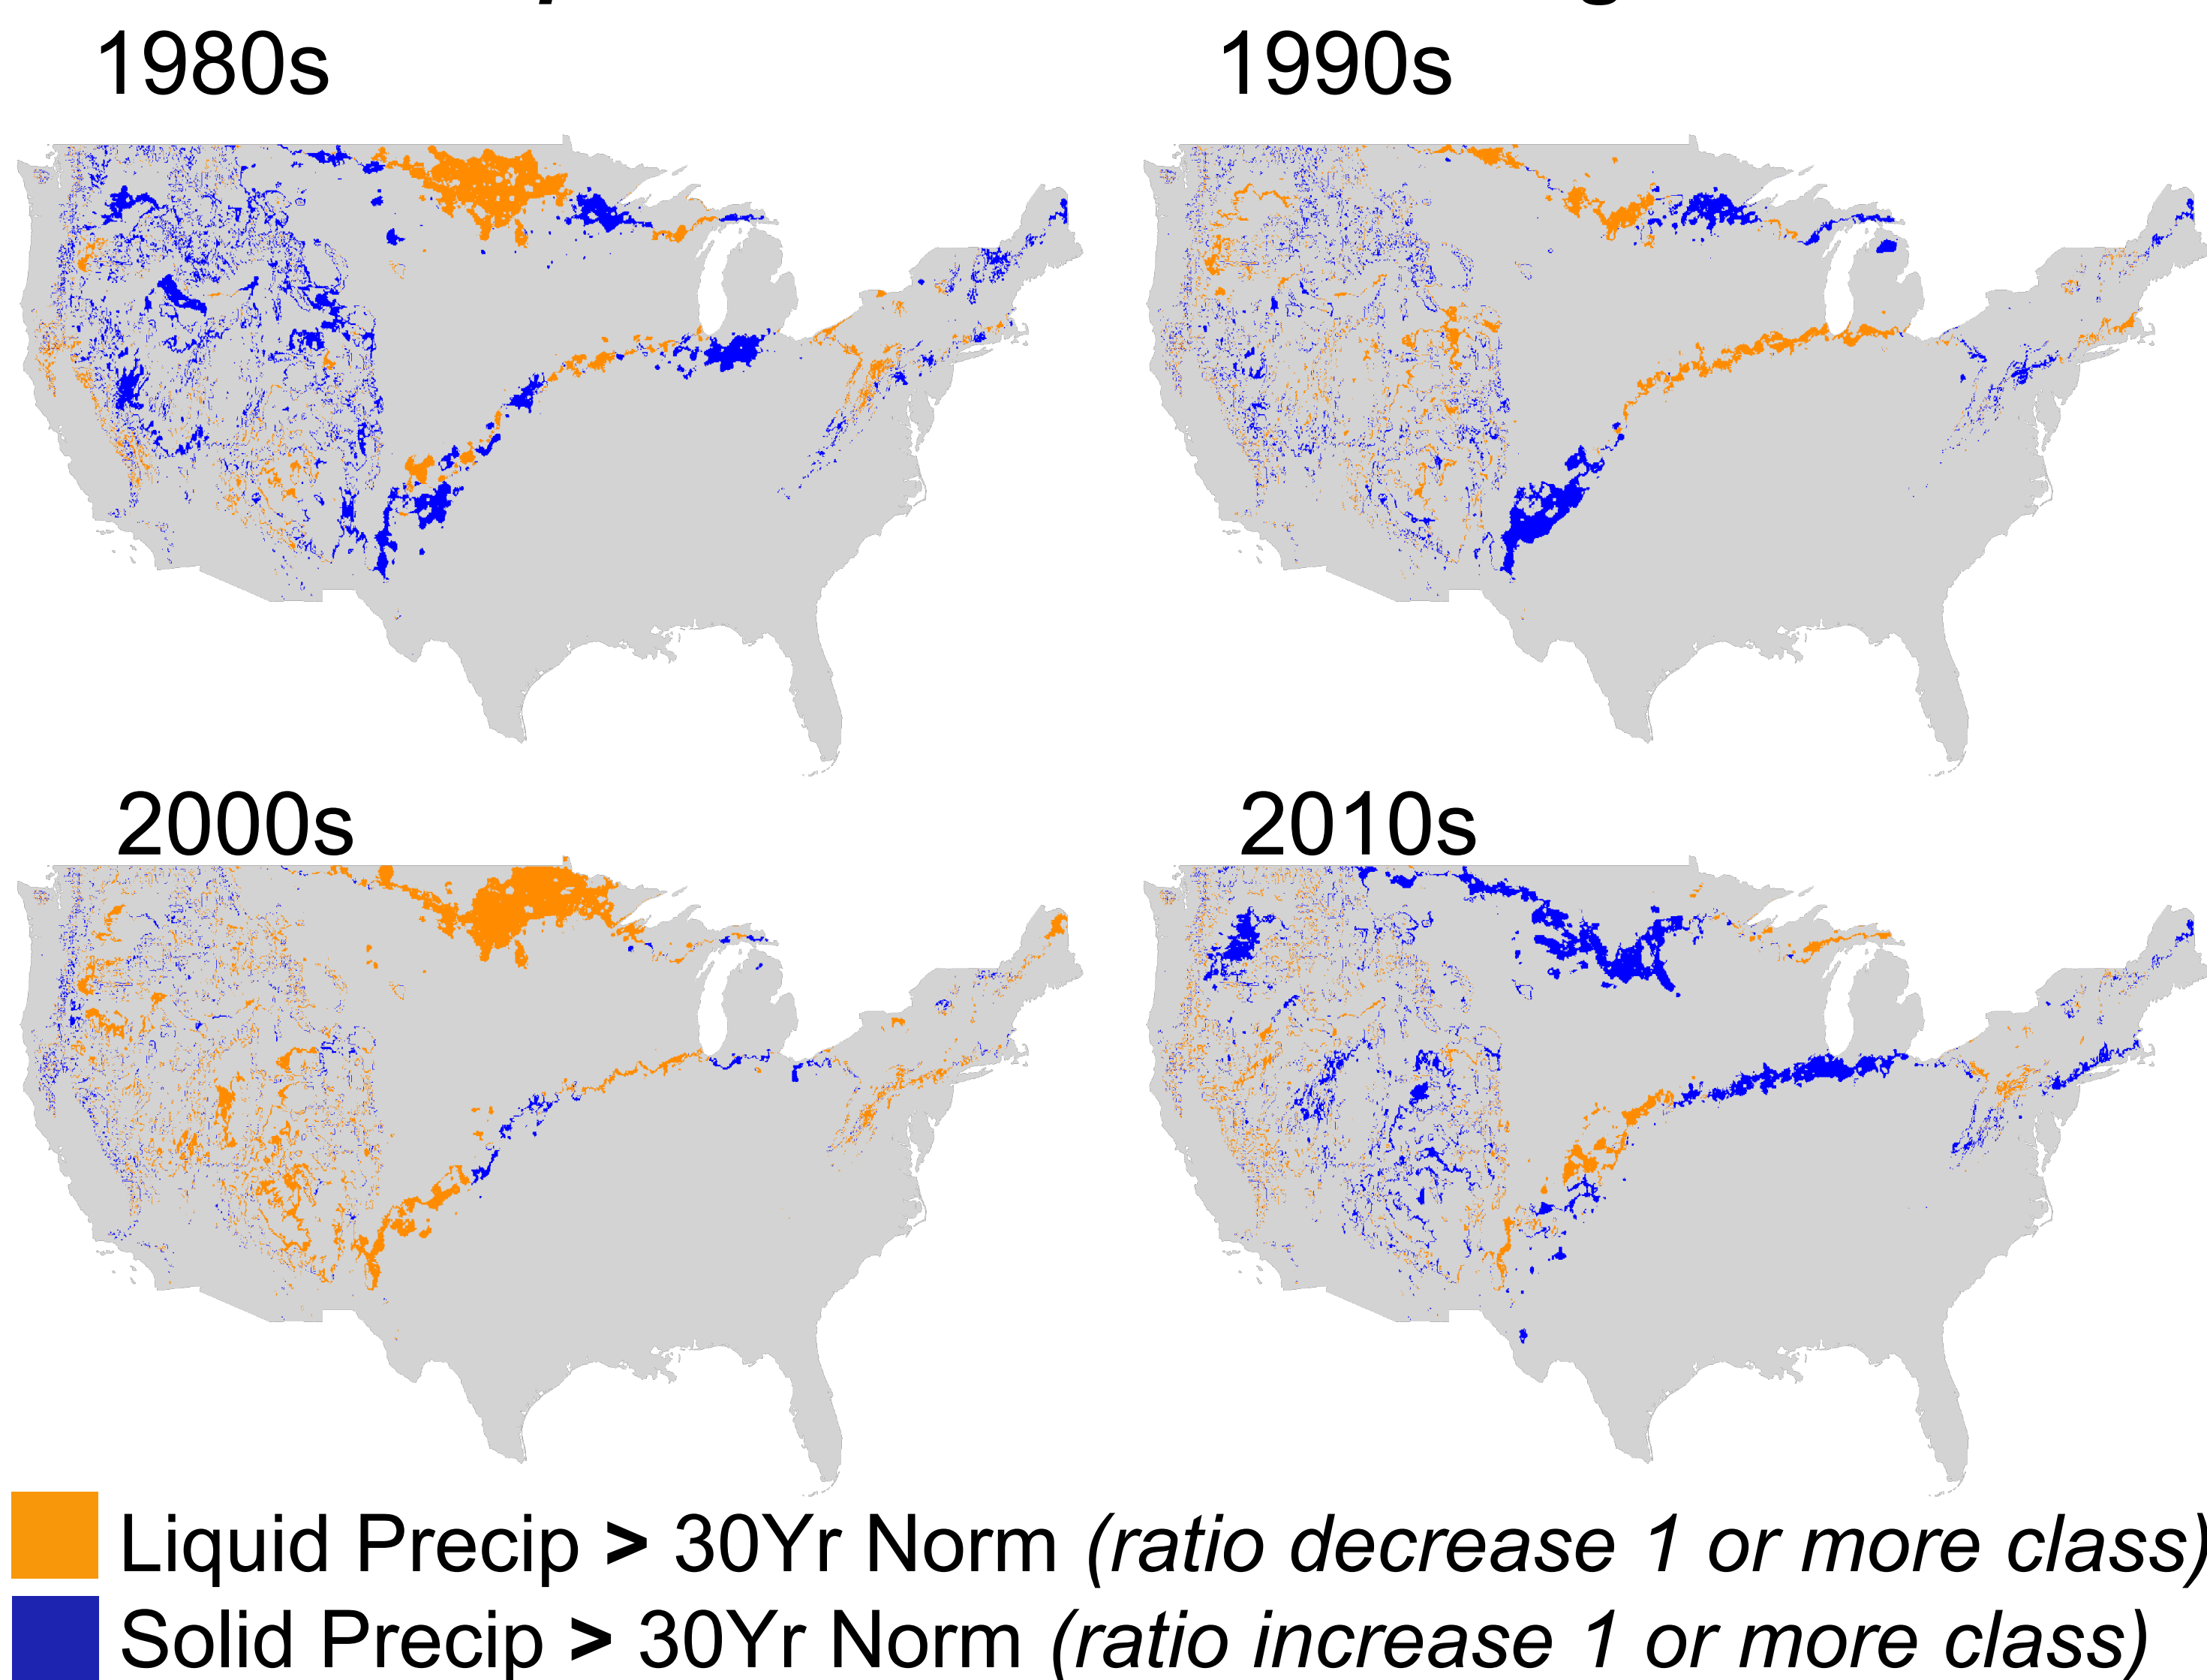 1980s
1990s
2000s
2010s
Liquid Precip > 30Yr Norm (ratio decrease 1 or more class)
Solid Precip > 30Yr Norm (ratio increase 1 or more class)